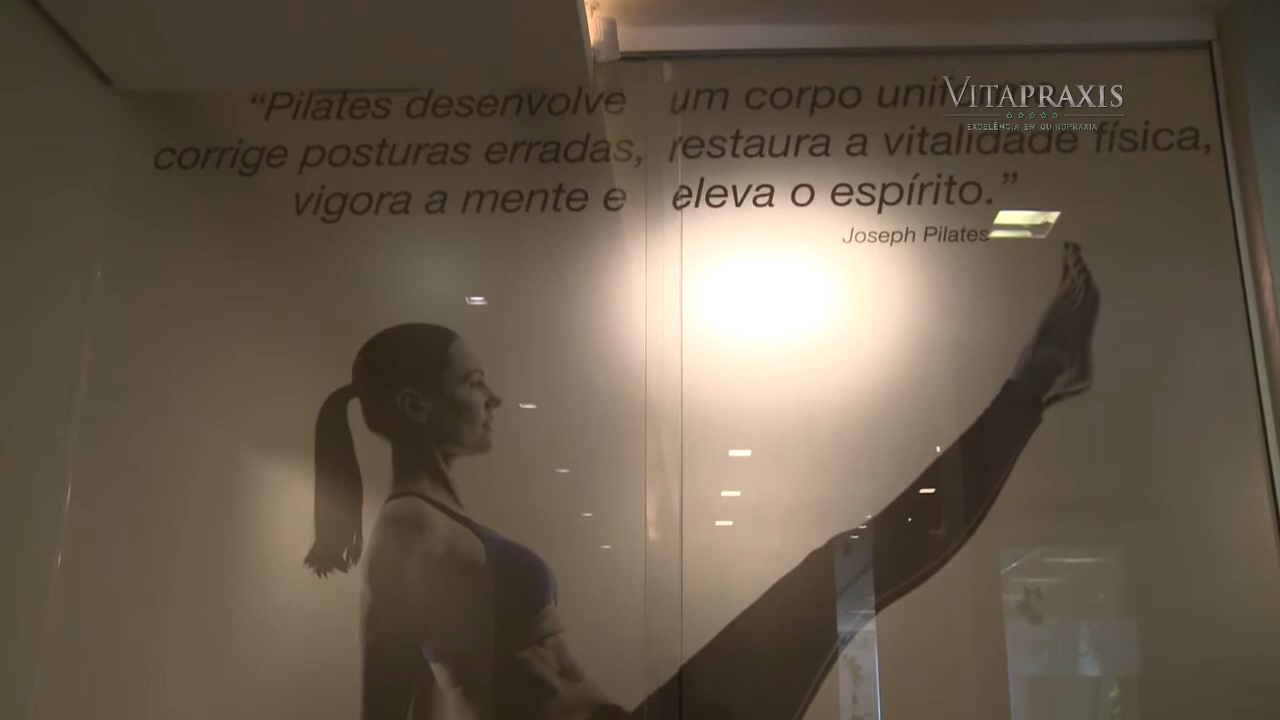 “Pilates desenvolve um corpo
corrige posturas erradas, restaura a vitalidade física,
vigora a mente e eleva o espírito.”
Joseph Pilates
VITAPRAXIS
EXCELÊNCIA EM QUIROPRAXIA